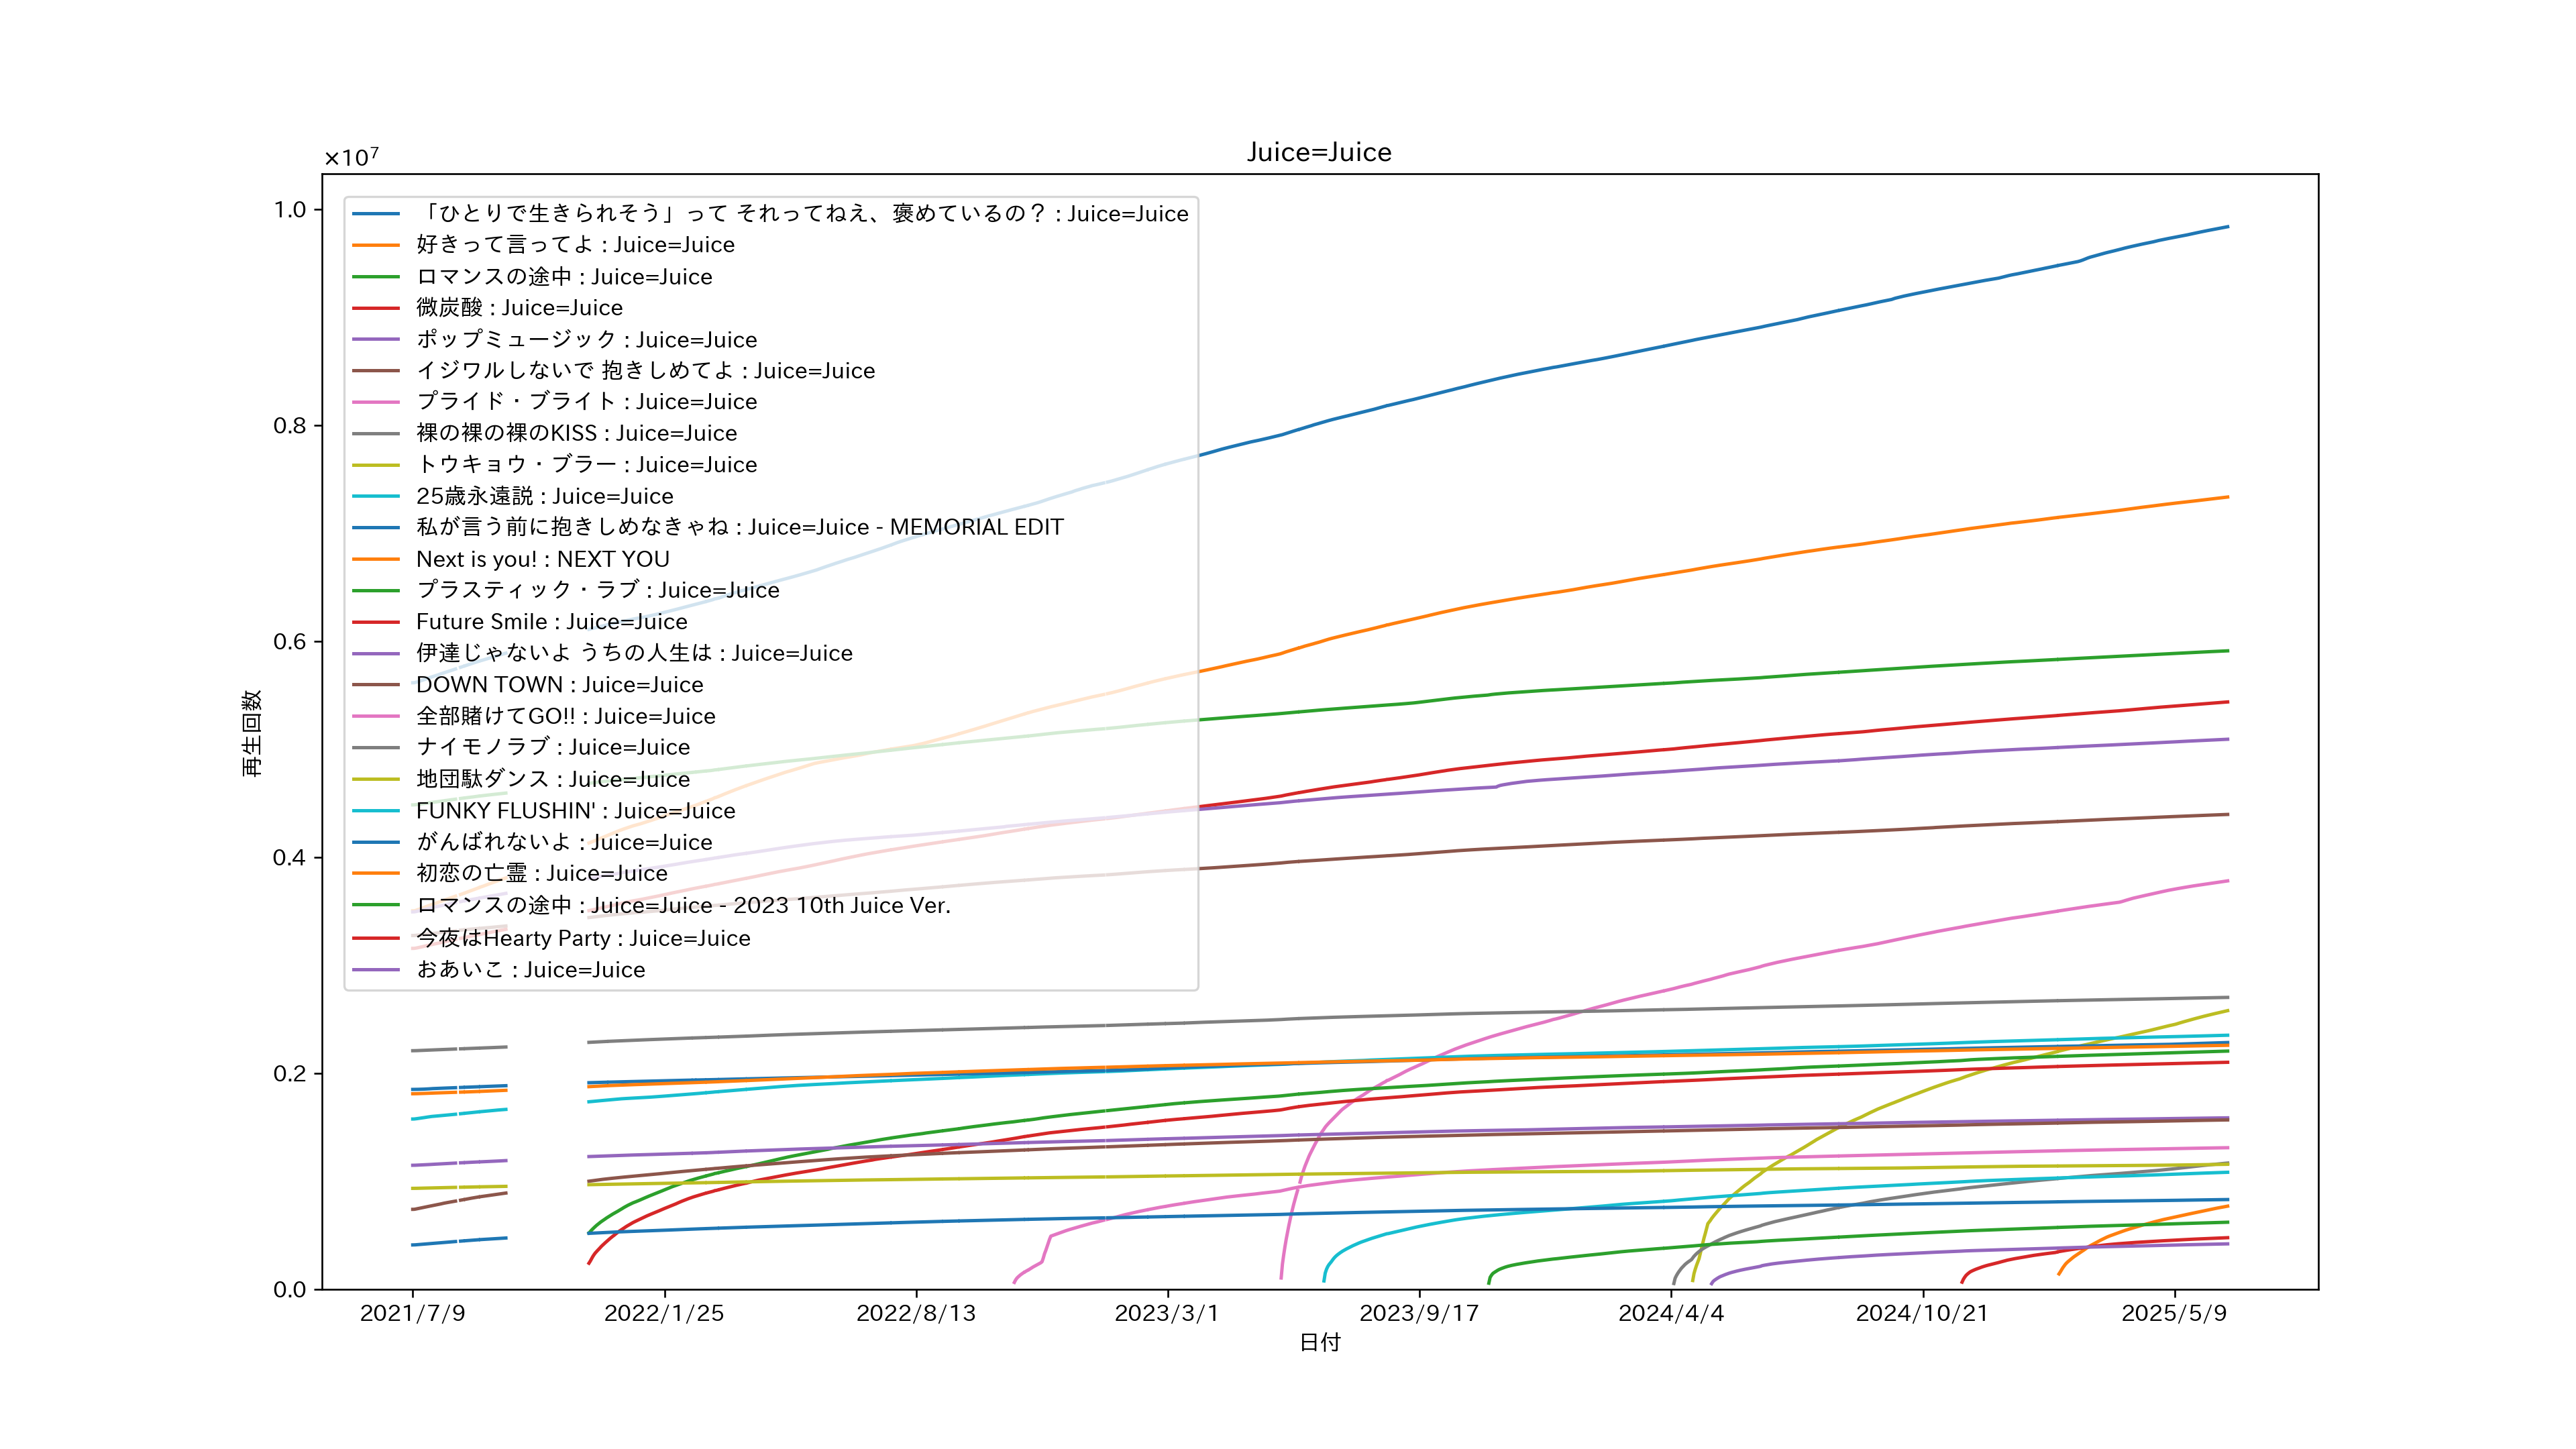 Juice=Juice
×10⁷
1.0
0.8
0.6
0.4
0.2
0.0
再生回数
「ひとりで生きられそう」って それってねえ、褒めているの？ : Juice=Juice
好きって言ってよ : Juice=Juice
ロマンスの途中 : Juice=Juice
微炭酸 : Juice=Juice
ポップミュージック : Juice=Juice
イジワルしないで 抱きしめてよ : Juice=Juice
プライド・ブライト : Juice=Juice
裸の裸の裸のKISS : Juice=Juice
トウキョウ・ブラー : Juice=Juice
25歳永遠説 : Juice=Juice
私が言う前に抱きしめなきゃね : Juice=Juice - MEMORIAL EDIT
Next is you! : NEXT YOU
プラスティック・ラブ : Juice=Juice
Future Smile : Juice=Juice
伊達じゃないよ うちの人生は : Juice=Juice
DOWN TOWN : Juice=Juice
全部賭けてGO!! : Juice=Juice
ナイモノラブ : Juice=Juice
地団駄ダンス : Juice=Juice
FUNKY FLUSHIN' : Juice=Juice
がんばれないよ : Juice=Juice
初恋の亡霊 : Juice=Juice
ロマンスの途中 : Juice=Juice - 2023 10th Juice Ver.
今夜はHearty Party : Juice=Juice
おあいこ : Juice=Juice
2021/7/9
2022/1/25
2022/8/13
2023/3/1
2023/9/17
2024/4/4
2024/10/21
2025/5/9
日付